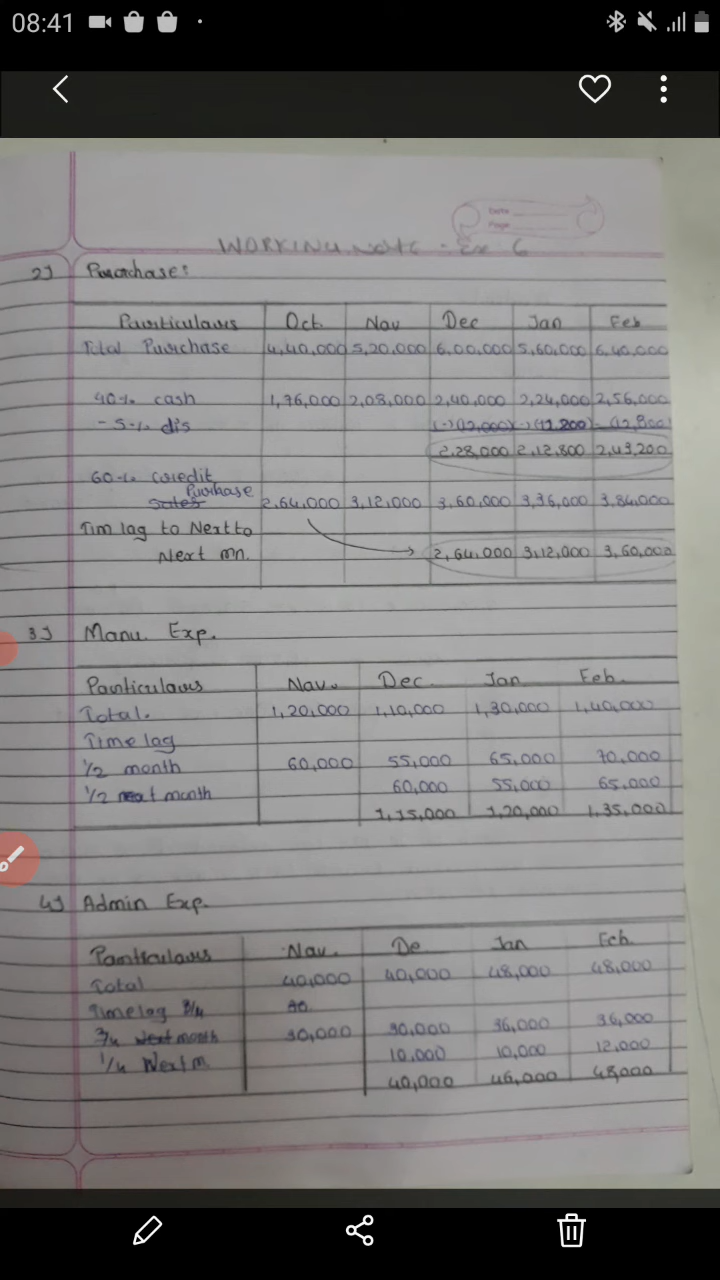 08:41
Date
Page
WORKING Note - Ex 6
2) Purchases
Particulars Oct. Nov Dec Jan Feb
Total Purchase 4,40,000 5,20,000 6,00,000 5,60,000 6,40,000
40% cash 1,76,000 2,08,000 2,40,000 2,24,000 2,56,000
- 5% dis (-)(12,000) (-)(11,200) (12,800)
2,28,000 2,12,800 2,43,200
60% credit
Purchase
Sales 2,64,000 3,12,000 3,60,000 3,36,000 3,84,000
Tim lag to Next to
Next mn. 2,64,000 3,12,000 3,60,000
3) Manu. Exp.
Particulars Nov. Dec. Jan Feb.
Total. 1,20,000 1,10,000 1,30,000 1,40,000
Time lag
1/2 month 60,000 55,000 65,000 70,000
1/2 next month 60,000 55,000 65,000
1,15,000 1,20,000 1,35,000
4) Admin Exp.
Particulars Nov. De Jan Feb.
Total 40,000 40,000 48,000 48,000
Time lag 3/4 30
3/4 Next month 30,000 30,000 36,000 36,000
1/4 Next m. 10,000 10,000 12,000
40,000 46,000 48,000